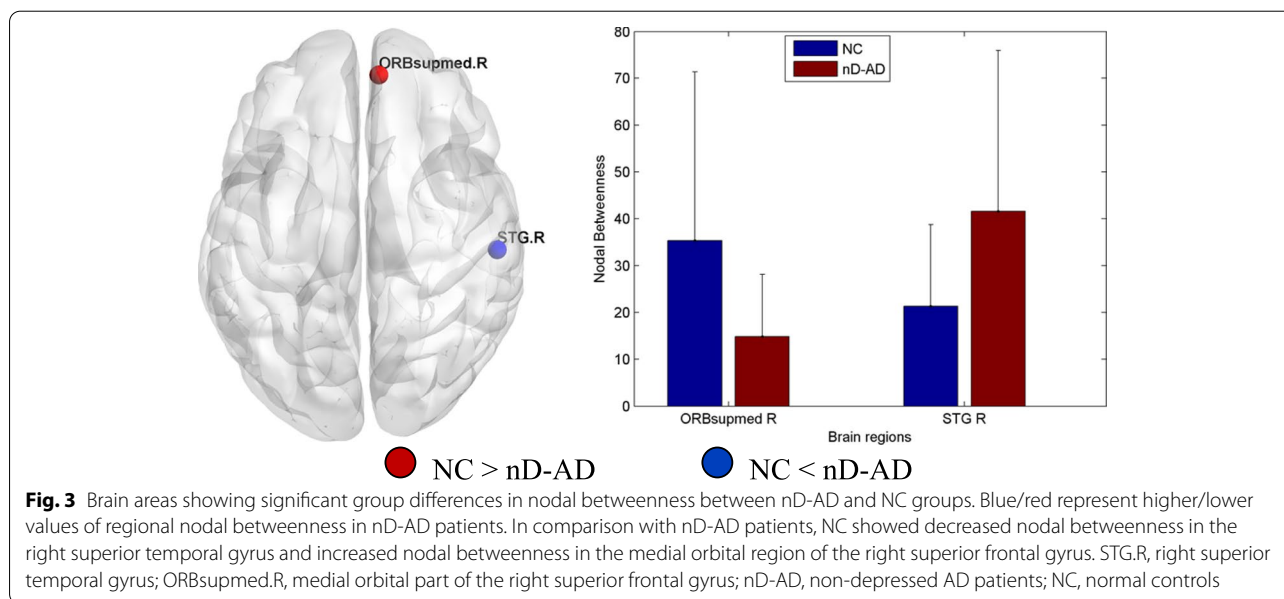 ORBsupmed.R
STG.R
80
70
60
50
40
30
20
10
0
Nodal Betweenness
NC
nD-AD
ORBsupmed R STG R
Brain regions
NC > nD-AD NC < nD-AD
Fig. 3 Brain areas showing significant group differences in nodal betweenness between nD-AD and NC groups. Blue/red represent higher/lower
values of regional nodal betweenness in nD-AD patients. In comparison with nD-AD patients, NC showed decreased nodal betweenness in the
right superior temporal gyrus and increased nodal betweenness in the medial orbital region of the right superior frontal gyrus. STG.R, right superior
temporal gyrus; ORBsupmed.R, medial orbital part of the right superior frontal gyrus; nD-AD, non-depressed AD patients; NC, normal controls